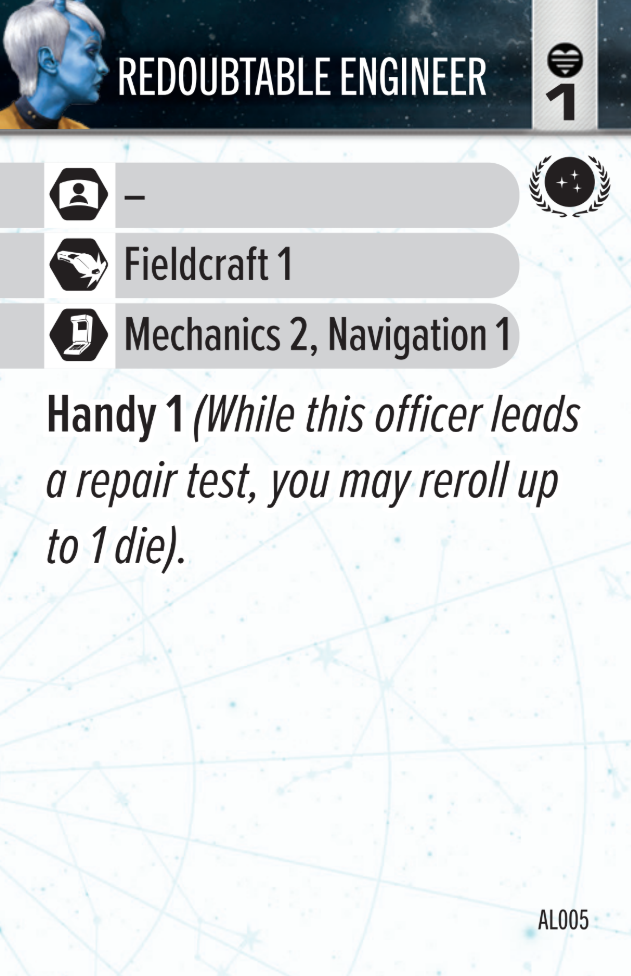 REDOUBTABLE ENGINEER
1
–
Fieldcraft 1
Mechanics 2, Navigation 1
Handy 1 (While this officer leads
a repair test, you may reroll up
to 1 die).
AL005